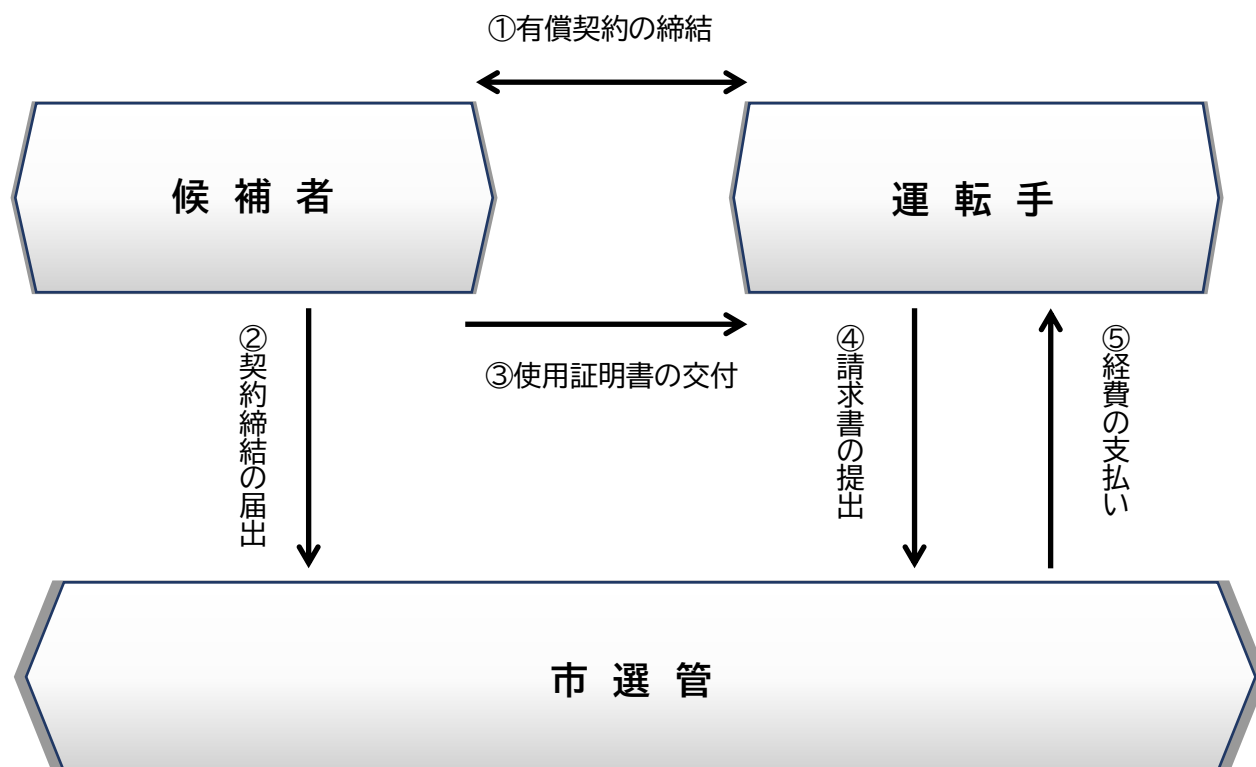 ①有償契約の締結
候補者
運転手
②契約締結の届出
③使用証明書の交付
④請求書の提出
⑤経費の支払い
市選管